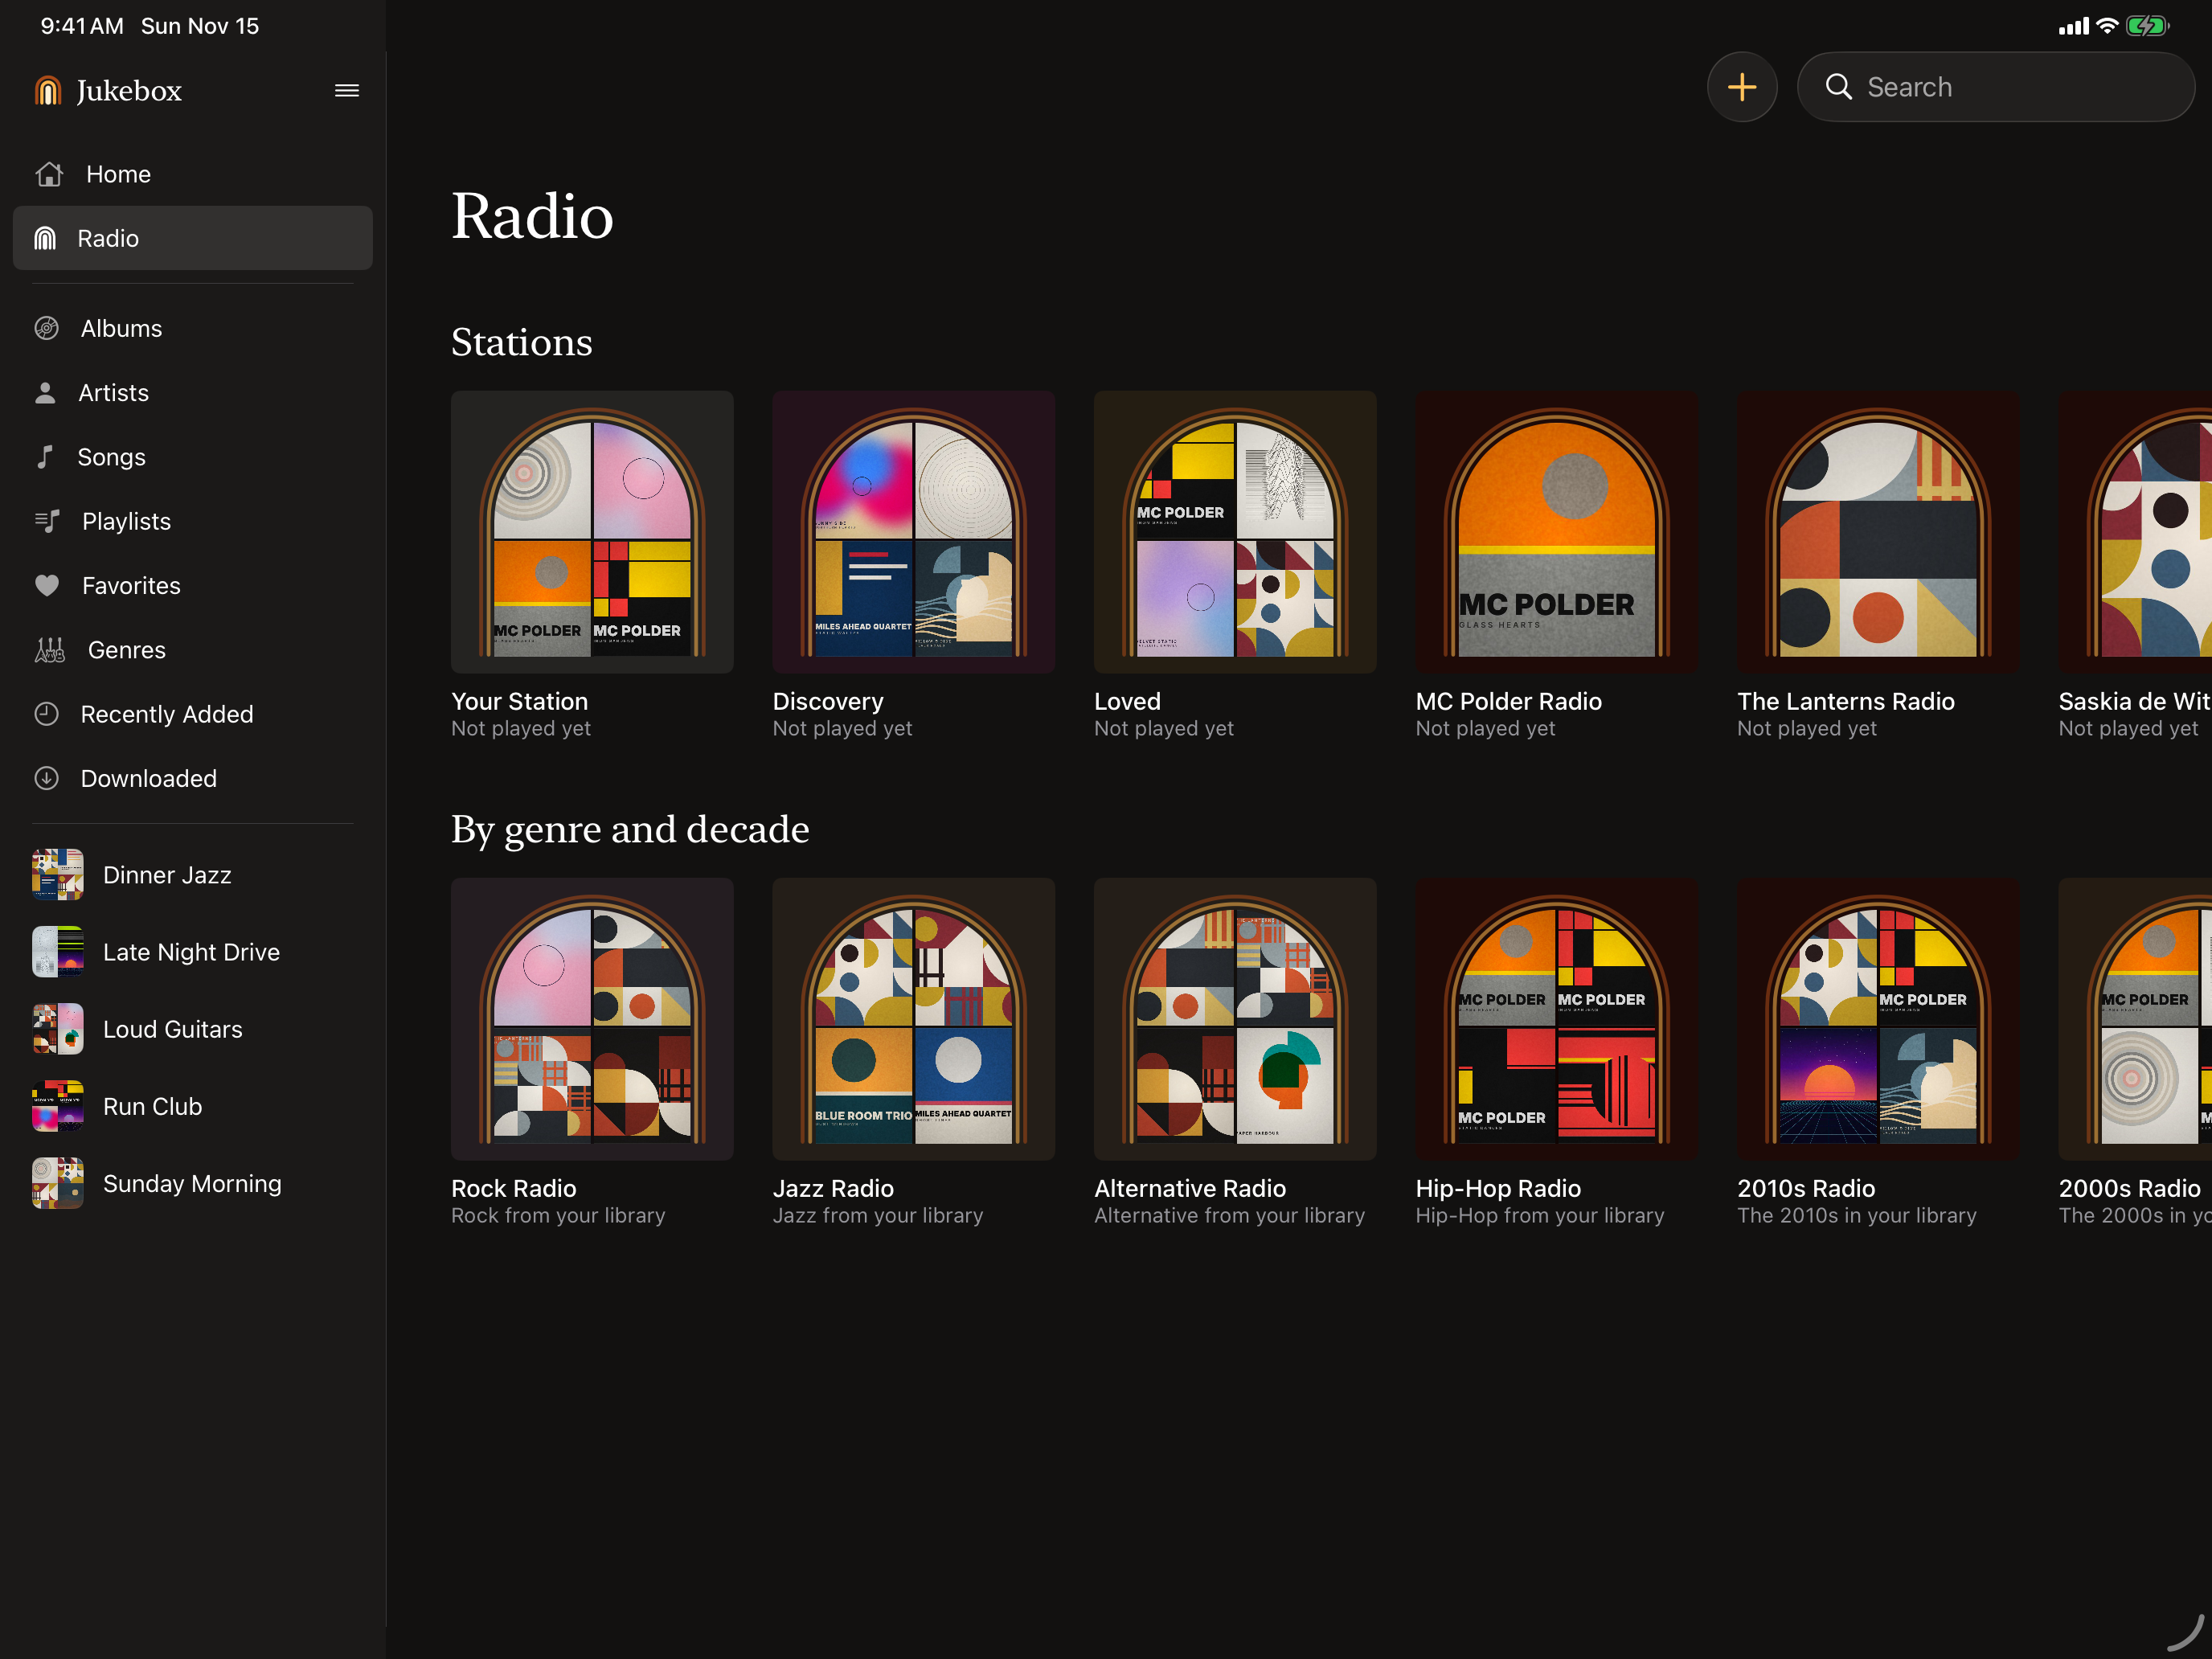 9:41 AM Sun Nov 15
Jukebox
Search
Home
Radio
Albums
Artists
Songs
Playlists
Favorites
Genres
Recently Added
Downloaded
Dinner Jazz
Late Night Drive
Loud Guitars
Run Club
Sunday Morning
Radio
Stations
MC POLDER
MC POLDER
MILES AHEAD QUARTET
MC POLDER
MC POLDER
GLASS HEARTS
Your Station
Not played yet
Discovery
Not played yet
Loved
Not played yet
MC Polder Radio
Not played yet
The Lanterns Radio
Not played yet
Saskia de Wit
Not played yet
By genre and decade
BLUE ROOM TRIO
MILES AHEAD QUARTET
PAPER HARBOUR
MC POLDER
MC POLDER
MC POLDER
MC POLDER
MC POLDER
Rock Radio
Rock from your library
Jazz Radio
Jazz from your library
Alternative Radio
Alternative from your library
Hip-Hop Radio
Hip-Hop from your library
2010s Radio
The 2010s in your library
2000s Radio
The 2000s in yo